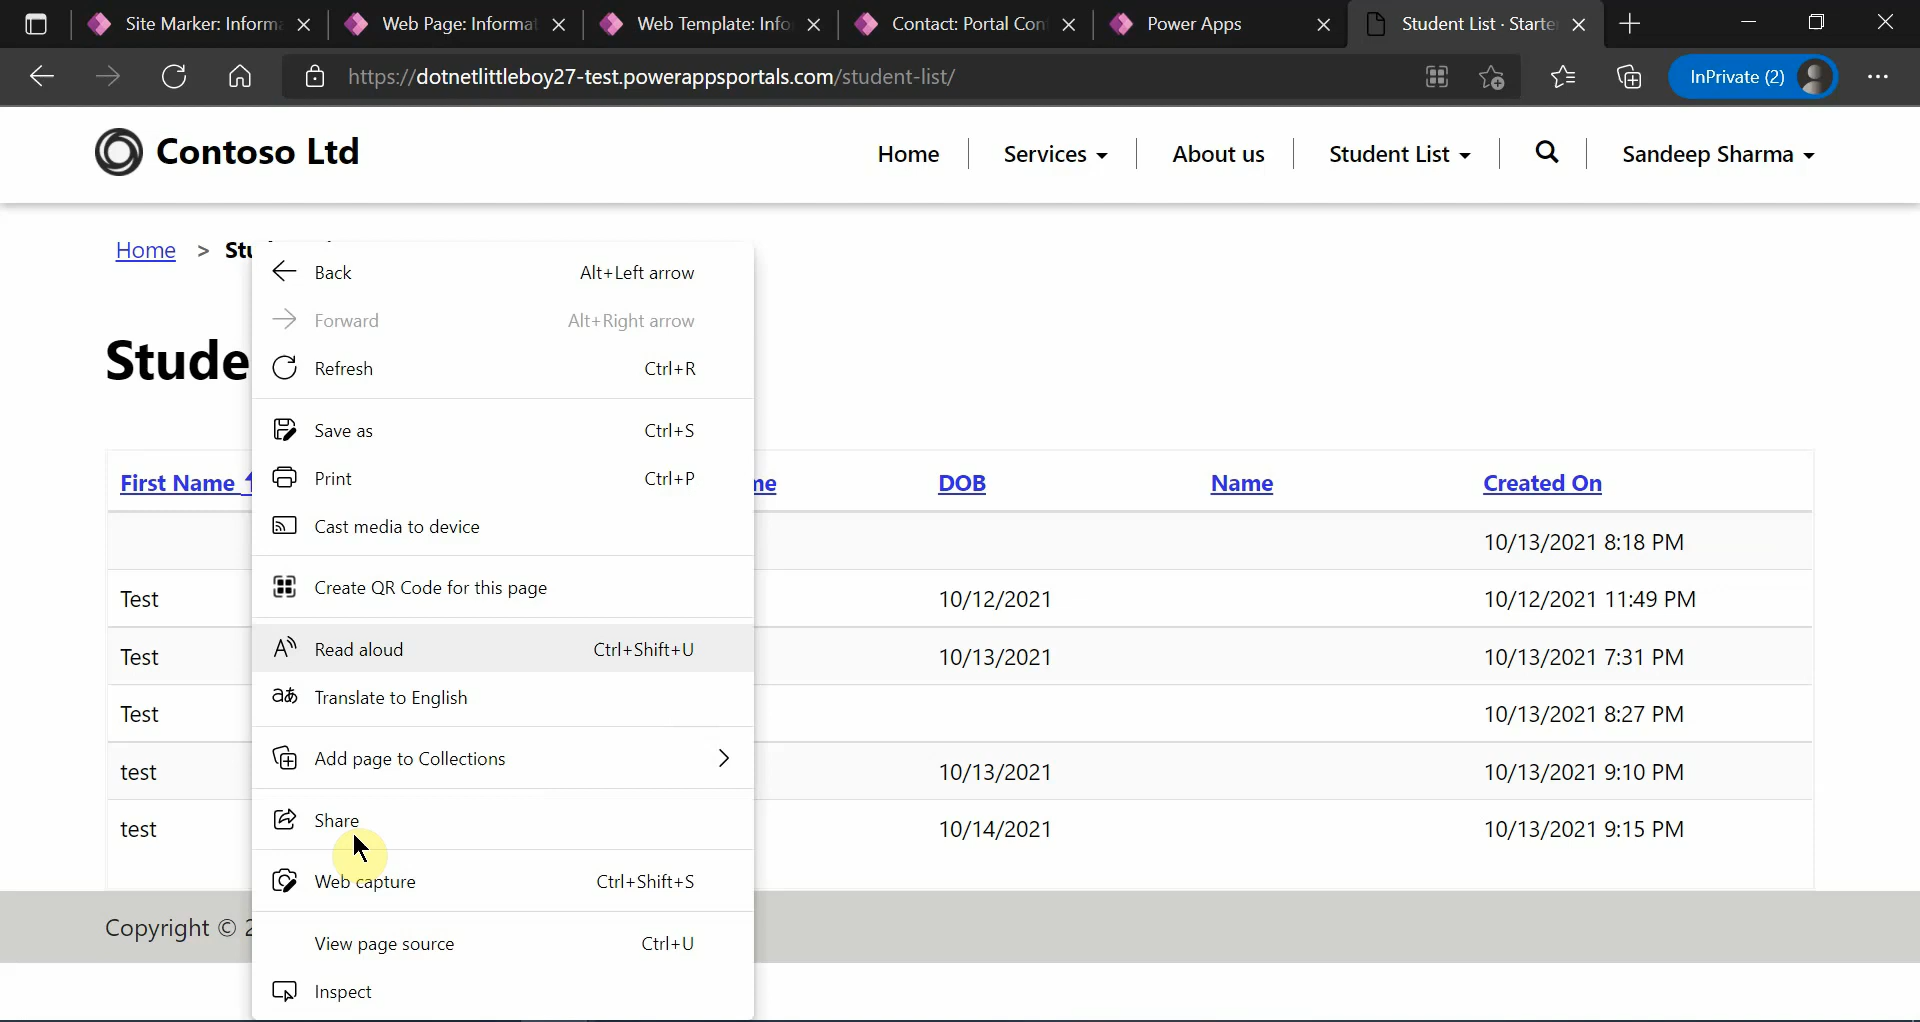 Site Marker: Inform
Web Page: Informat
Web Template: Info
Contact: Portal Con
Power Apps
Student List · Starte
https://dotnetlittleboy27-test.powerappsportals.com/student-list/
InPrivate (2)
Contoso Ltd
Home
Services
About us
Student List
Sandeep Sharma
Home > Stu
Stude
Back Alt+Left arrow
Forward Alt+Right arrow
Refresh Ctrl+R
Save as Ctrl+S
Print Ctrl+P
Cast media to device
Create QR Code for this page
Read aloud Ctrl+Shift+U
Translate to English
Add page to Collections
Share
Web capture Ctrl+Shift+S
View page source Ctrl+U
Inspect
First Name me DOB Name Created On
10/13/2021 8:18 PM
Test 10/12/2021 10/12/2021 11:49 PM
Test 10/13/2021 10/13/2021 7:31 PM
Test 10/13/2021 8:27 PM
test 10/13/2021 10/13/2021 9:10 PM
test 10/14/2021 10/13/2021 9:15 PM
Copyright © 2